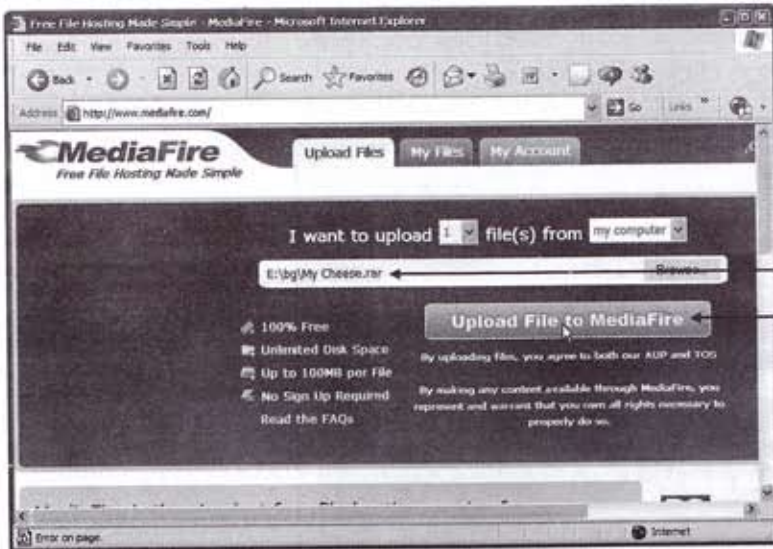 Free File Hosting Made Simple - MediaFire - Microsoft Internet Explorer
File Edit View Favorites Tools Help
Back Search Favorites
Address http://www.mediafire.com/ Go Links »
MediaFire
Free File Hosting Made Simple
Upload Files My Files My Account
I want to upload 1 file(s) from my computer
E:\bg\My Cheese.rar Browse...
Upload File to MediaFire
100% Free
Unlimited Disk Space
Up to 100MB per File
No Sign Up Required
Read the FAQs
By uploading files, you agree to both our AUP and TOS
By making any content available through MediaFire, you
represent and warrant that you own all rights necessary to
properly do so.
Error on page. Internet